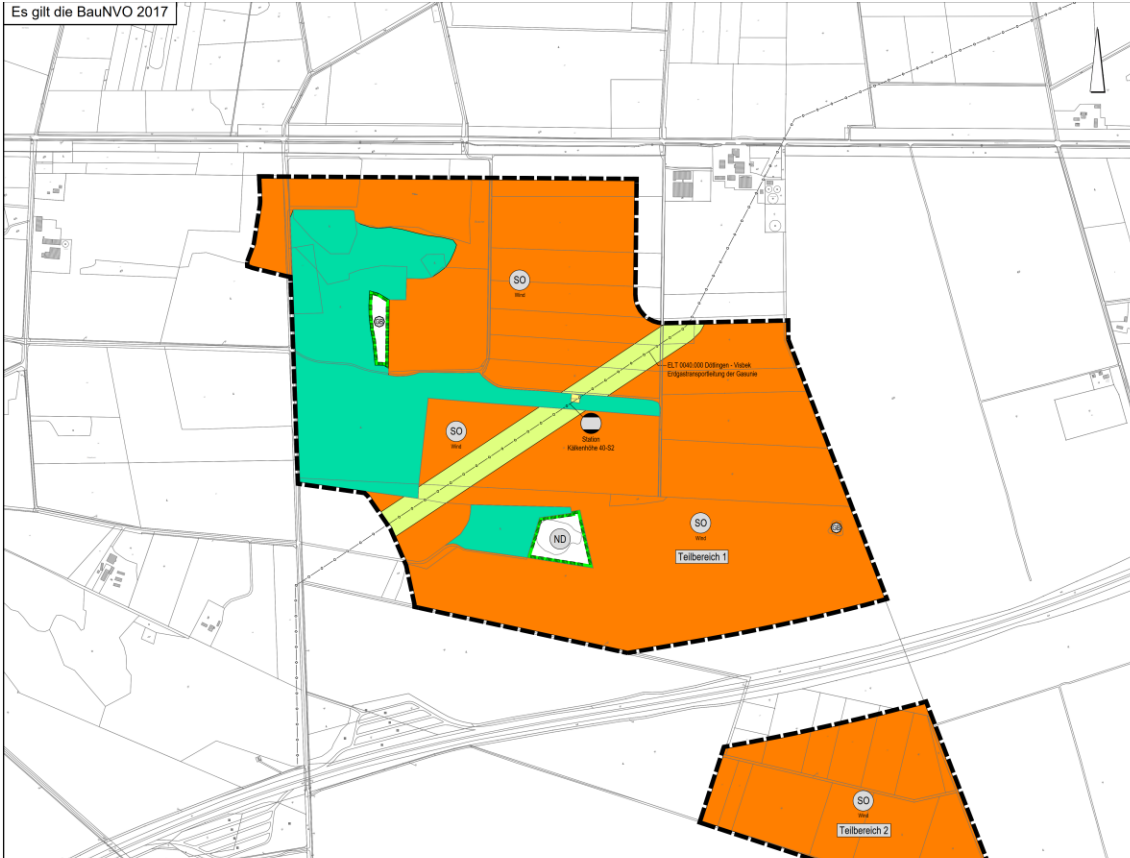 Es gilt die BauNVO 2017
SO
Wind
ELT 0040.000 Dötlingen - Visbek
Erdgastransportleitung der Gasunie
SO
Wind
Station
Kälkenhöhe 40-S2
SO
Wind
ND
Teilbereich 1
SO
Wind
Teilbereich 2